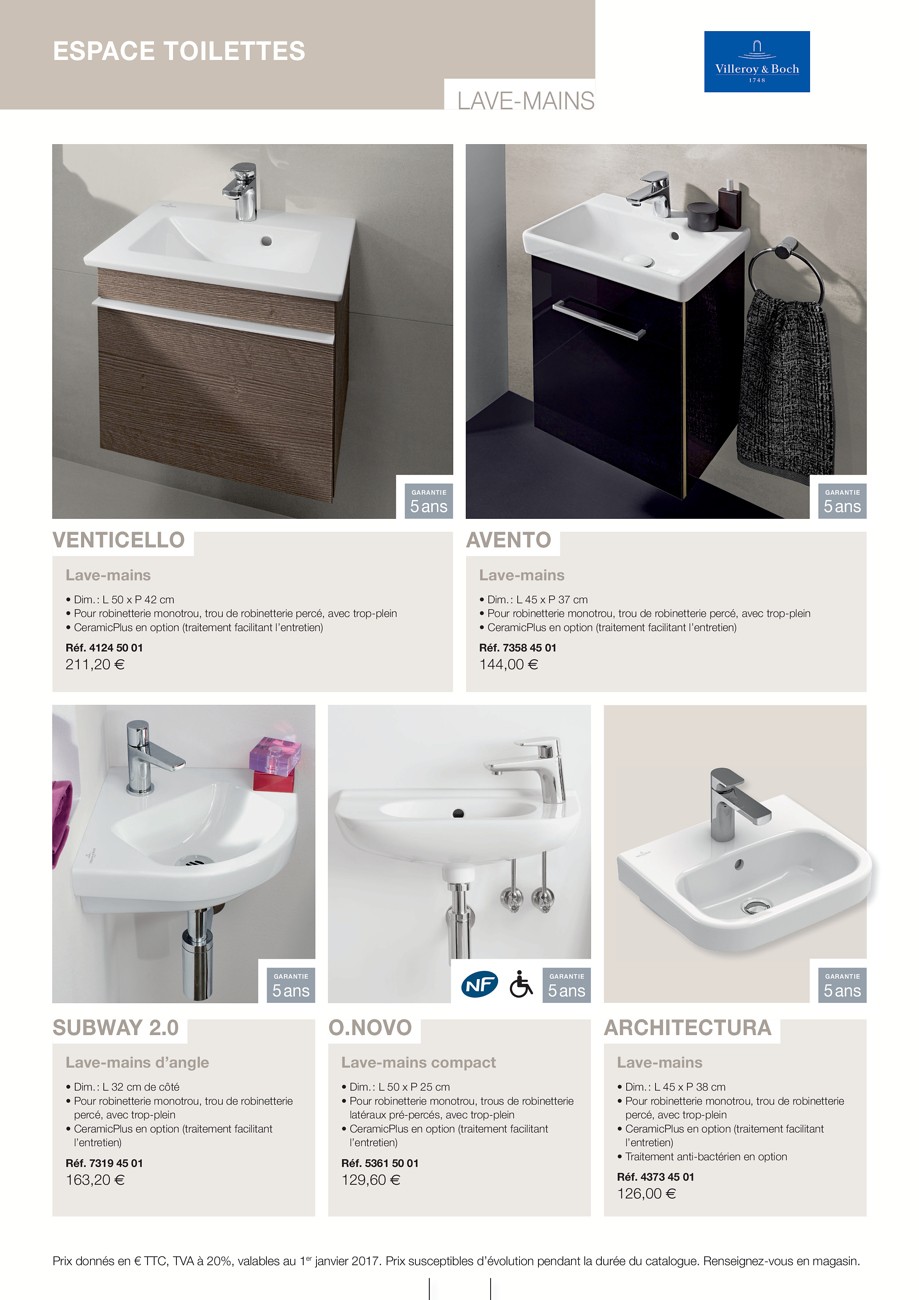 ESPACE TOILETTES
Villeroy & Boch
1748
LAVE-MAINS
GARANTIE
5 ans
GARANTIE
5 ans
VENTICELLO
Lave-mains
• Dim. : L 50 x P 42 cm
• Pour robinetterie monotrou, trou de robinetterie percé, avec trop-plein
• CeramicPlus en option (traitement facilitant l'entretien)
Réf. 4124 50 01
211,20 €
AVENTO
Lave-mains
• Dim. : L 45 x P 37 cm
• Pour robinetterie monotrou, trou de robinetterie percé, avec trop-plein
• CeramicPlus en option (traitement facilitant l'entretien)
Réf. 7358 45 01
144,00 €
GARANTIE
5 ans
NF
GARANTIE
5 ans
GARANTIE
5 ans
SUBWAY 2.0
Lave-mains d'angle
• Dim. : L 32 cm de côté
• Pour robinetterie monotrou, trou de robinetterie
percé, avec trop-plein
• CeramicPlus en option (traitement facilitant
l'entretien)
Réf. 7319 45 01
163,20 €
O.NOVO
Lave-mains compact
• Dim. : L 50 x P 25 cm
• Pour robinetterie monotrou, trous de robinetterie
latéraux pré-percés, avec trop-plein
• CeramicPlus en option (traitement facilitant
l'entretien)
Réf. 5361 50 01
129,60 €
ARCHITECTURA
Lave-mains
• Dim. : L 45 x P 38 cm
• Pour robinetterie monotrou, trou de robinetterie
percé, avec trop-plein
• CeramicPlus en option (traitement facilitant
l'entretien)
• Traitement anti-bactérien en option
Réf. 4373 45 01
126,00 €
Prix donnés en € TTC, TVA à 20%, valables au 1er janvier 2017. Prix susceptibles d'évolution pendant la durée du catalogue. Renseignez-vous en magasin.